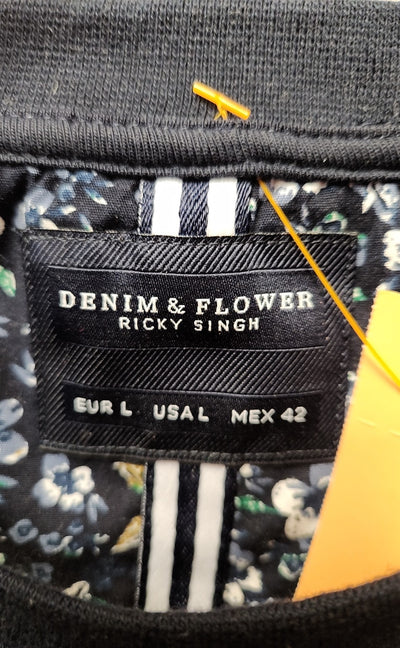 DENIM & FLOWER
RICKY SINGH
EUR L USA L MEX 42